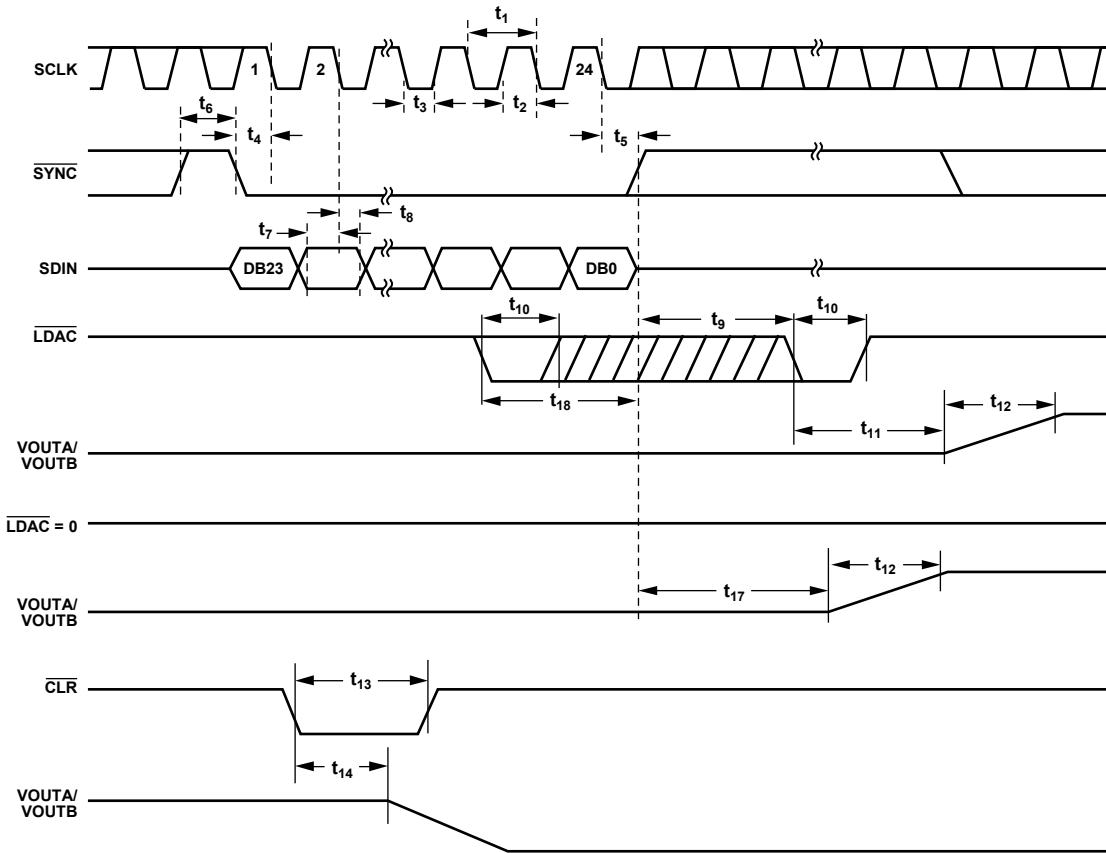 t1
SCLK
1
2
24
t3
t2
t6
t4
t5
SYNC
t7
t8
SDIN
DB23
DB0
t10
t9
t10
LDAC
t18
t11
t12
VOUTA/
VOUTB
LDAC = 0
t12
t17
VOUTA/
VOUTB
CLR
t13
t14
VOUTA/
VOUTB